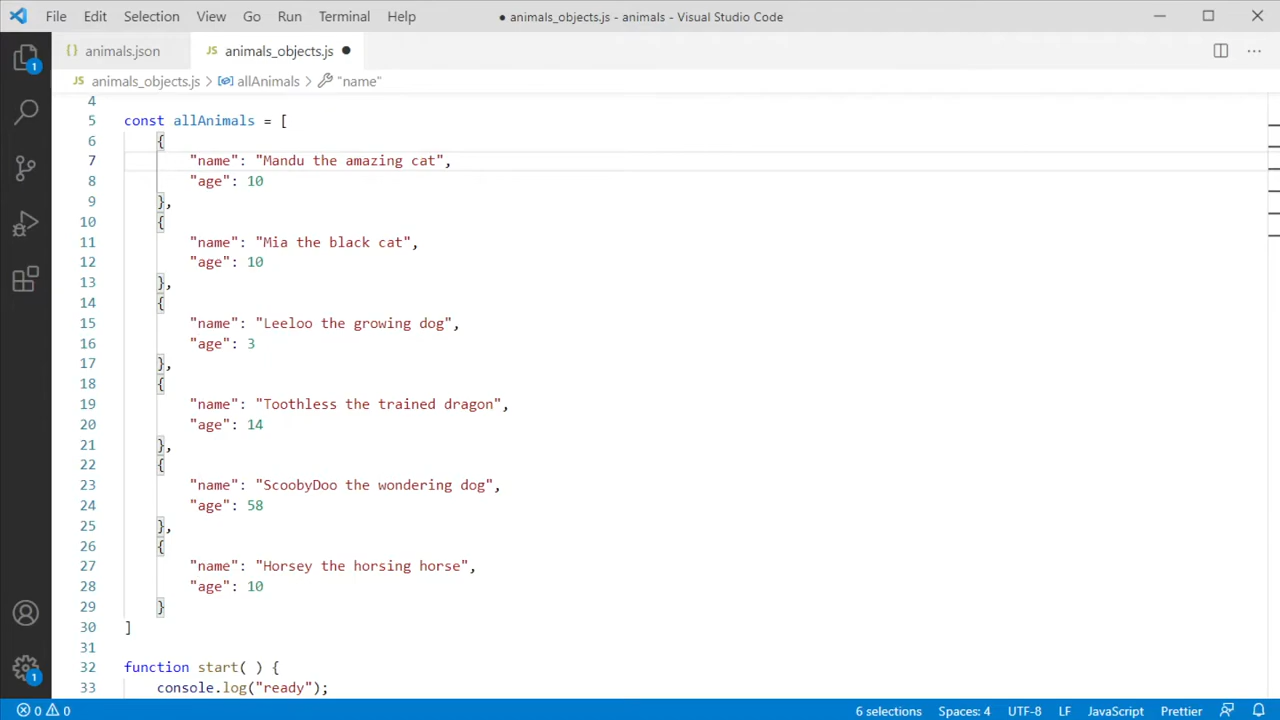 File Edit Selection View Go Run Terminal Help ● animals_objects.js - animals - Visual Studio Code
{} animals.json JS animals_objects.js ●
JS animals_objects.js > allAnimals > "name"
4
5 const allAnimals = [
6 {
7 "name": "Mandu the amazing cat",
8 "age": 10
9 },
10 {
11 "name": "Mia the black cat",
12 "age": 10
13 },
14 {
15 "name": "Leeloo the growing dog",
16 "age": 3
17 },
18 {
19 "name": "Toothless the trained dragon",
20 "age": 14
21 },
22 {
23 "name": "ScoobyDoo the wondering dog",
24 "age": 58
25 },
26 {
27 "name": "Horsey the horsing horse",
28 "age": 10
29 }
30 ]
31
32 function start( ) {
33 console.log("ready");
1
1
0 0 6 selections Spaces: 4 UTF-8 LF JavaScript Prettier